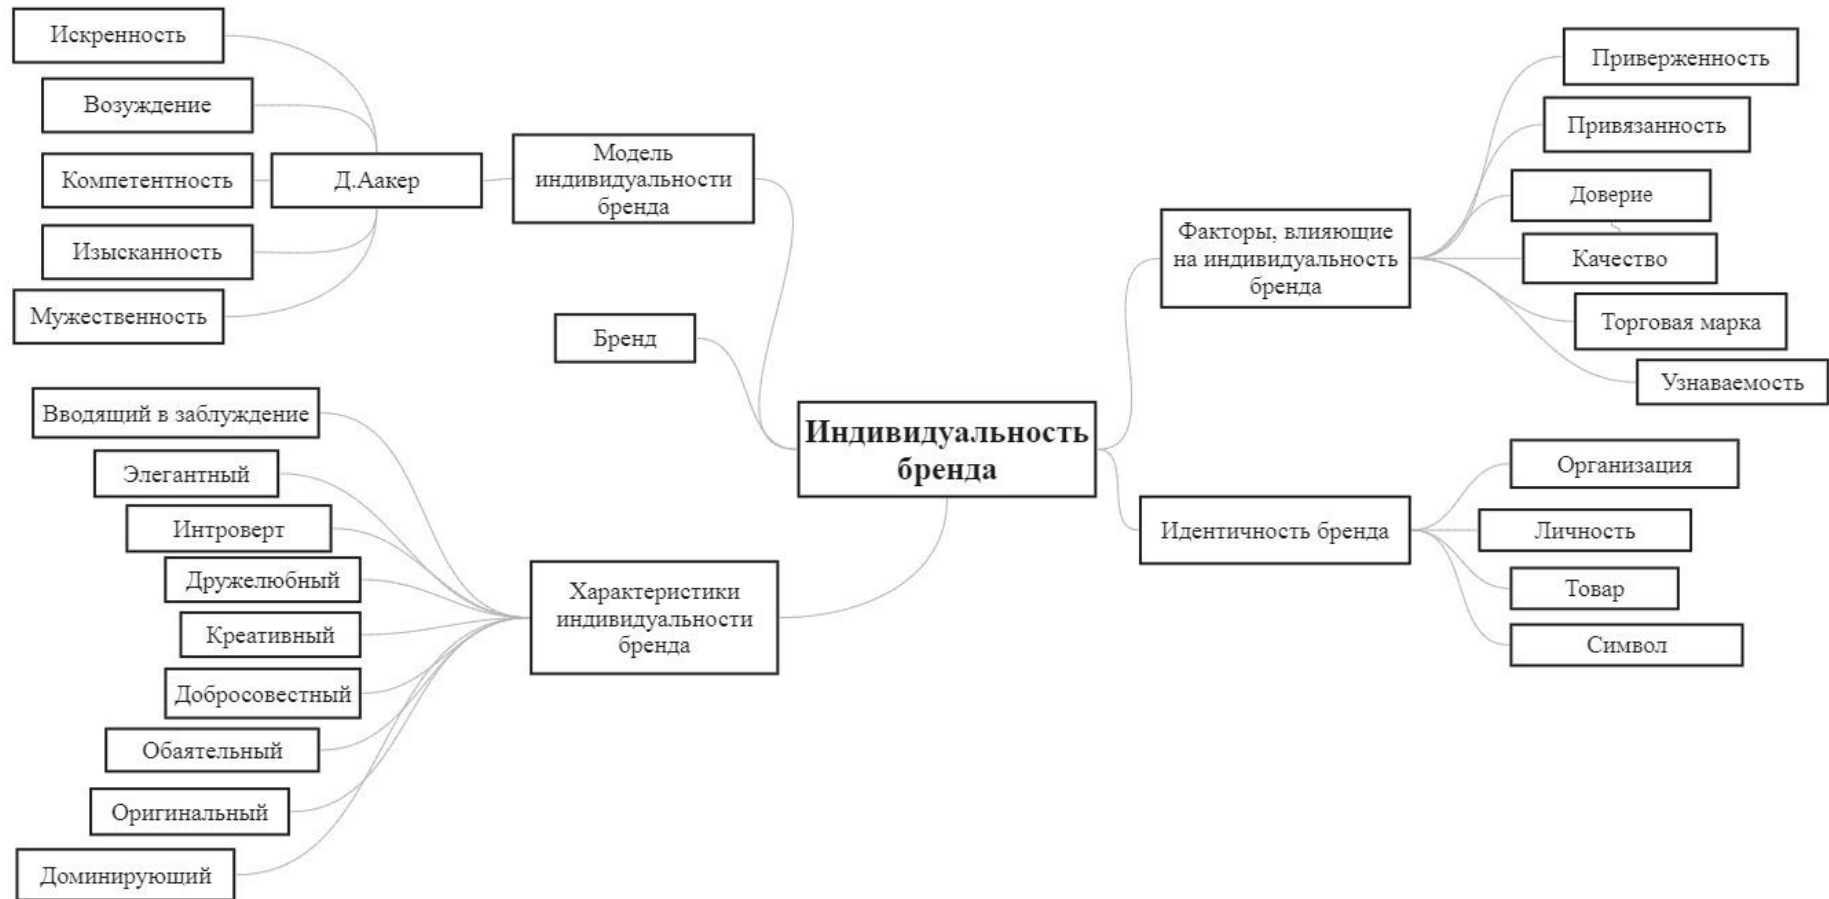 Искренность
Возуждение
Компетентность
Изысканность
Мужественность
Д.Аакер
Модель
индивидуальности
бренда
Бренд
Вводящий в заблуждение
Элегантный
Интроверт
Дружелюбный
Креативный
Добросовестный
Обаятельный
Оригинальный
Доминирующий
Характеристики
индивидуальности
бренда
Индивидуальность
бренда
Факторы, влияющие
на индивидуальность
бренда
Приверженность
Привязанность
Доверие
Качество
Торговая марка
Узнаваемость
Идентичность бренда
Организация
Личность
Товар
Символ